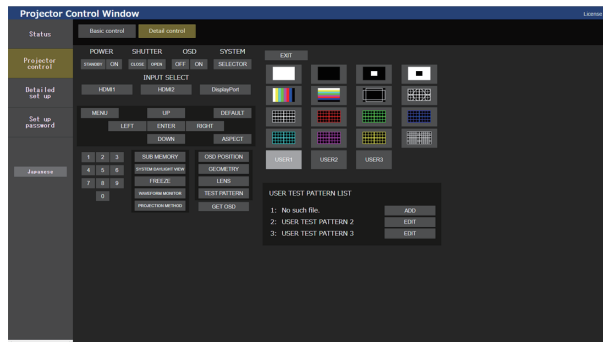 Projector Control Window
Licensed
Status
Projector control
Detailed set up
Set up password
Japanese
Basic control
Detail control
POWER SHUTTER OSD SYSTEM
STANDBY ON CLOSE OPEN OFF ON SELECTOR
INPUT SELECT
HDMI1 HDMI2 DisplayPort
MENU UP DEFAULT
LEFT ENTER RIGHT
DOWN ASPECT
1 2 3 SUB MEMORY OSD POSITION
4 5 6 SYSTEM DAYLIGHT VIEW GEOMETRY
7 8 9 FREEZE LENS
0 WAVEFORM MONITOR TEST PATTERN
PROJECTION METHOD GET OSD
EXIT
USER1 USER2 USER3
USER TEST PATTERN LIST
1: No such file. ADD
2: USER TEST PATTERN 2 EDIT
3: USER TEST PATTERN 3 EDIT